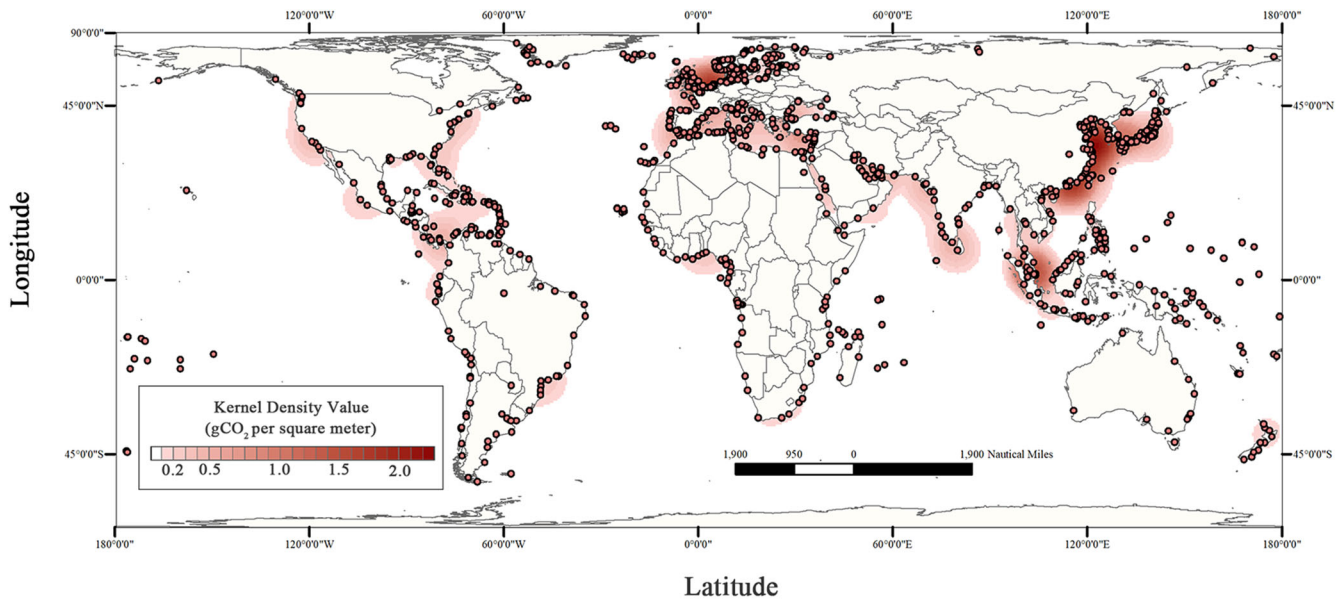 120°0'0"W 60°0'0"W 0°0'0" 60°0'0"E 120°0'0"E 180°0'0"
90°0'0" 
45°0'0"N 45°0'0"N
Longitude
0°0'0" 0°0'0"
Kernel Density Value
(gCO₂ per square meter)
0.2 0.5 1.0 1.5 2.0
1,900 950 0 1,900 Nautical Miles
45°0'0"S 45°0'0"S
180°0'0" 120°0'0"W 60°0'0"W 0°0'0" 60°0'0"E 120°0'0"E 180°0'0"
Latitude